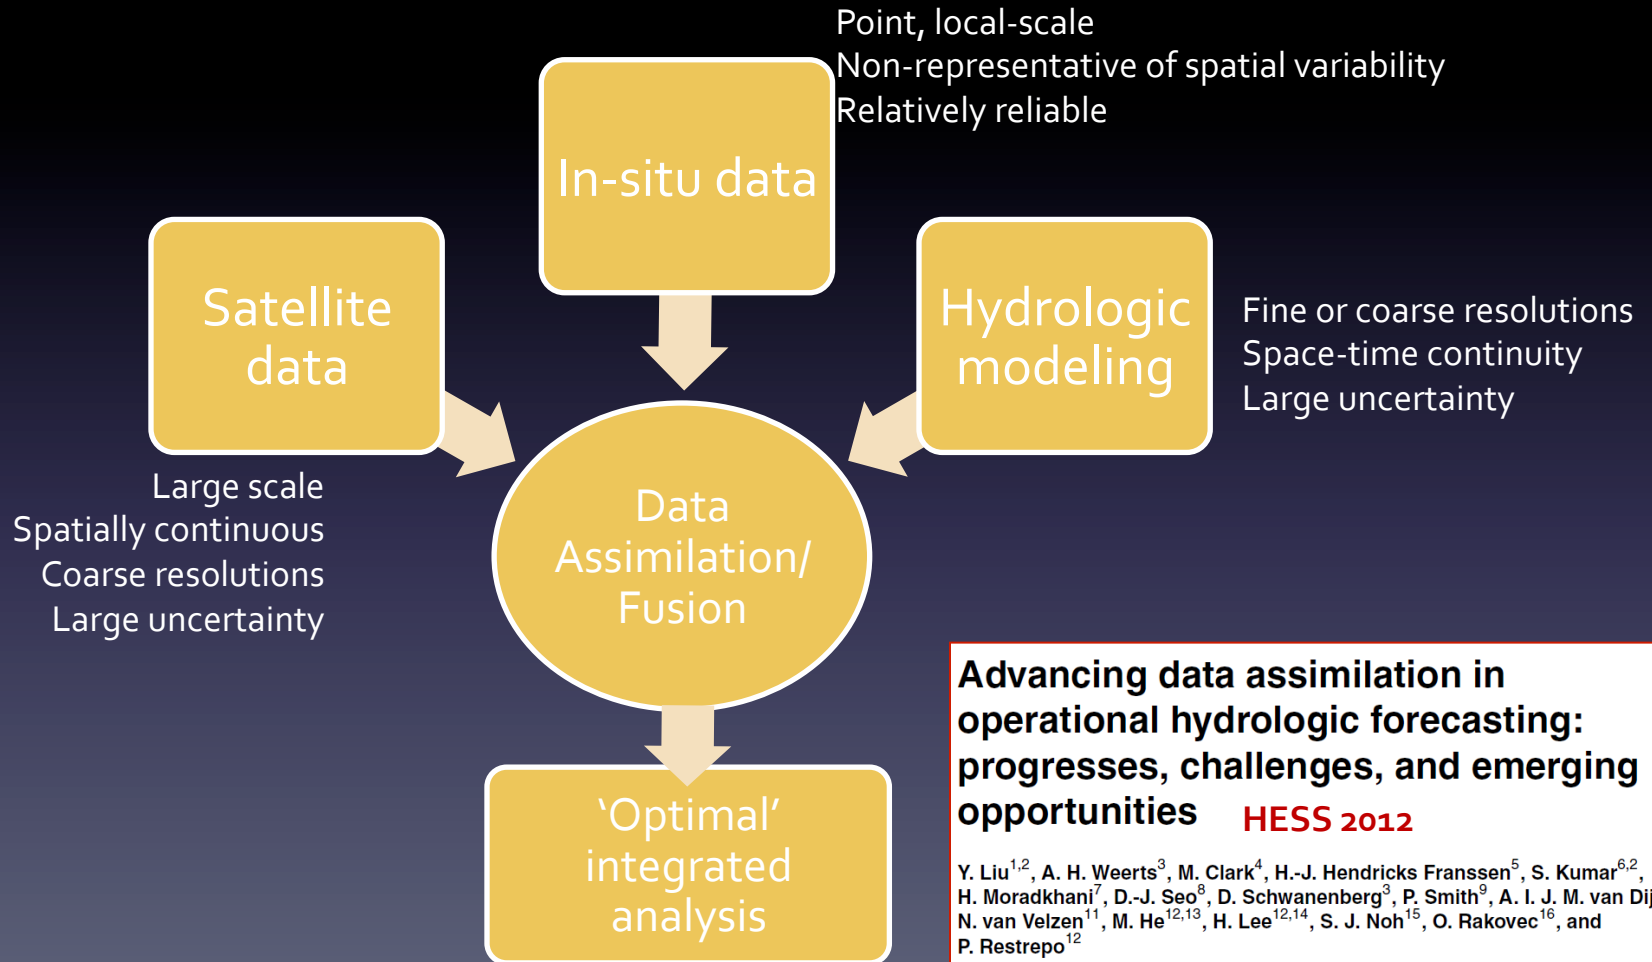 Point, local-scale
Non-representative of spatial variability
Relatively reliable
In-situ data
Satellite
data
Hydrologic
modeling
Fine or coarse resolutions
Space-time continuity
Large uncertainty
Large scale
Spatially continuous
Coarse resolutions
Large uncertainty
Data
Assimilation/
Fusion
‘Optimal’
integrated
analysis
Advancing data assimilation in
operational hydrologic forecasting:
progresses, challenges, and emerging
opportunities HESS 2012
Y. Liu1,2, A. H. Weerts3, M. Clark4, H.-J. Hendricks Franssen5, S. Kumar6,2,
H. Moradkhani7, D.-J. Seo8, D. Schwanenberg3, P. Smith9, A. I. J. M. van Dij
N. van Velzen11, M. He12,13, H. Lee12,14, S. J. Noh15, O. Rakovec16, and
P. Restrepo12